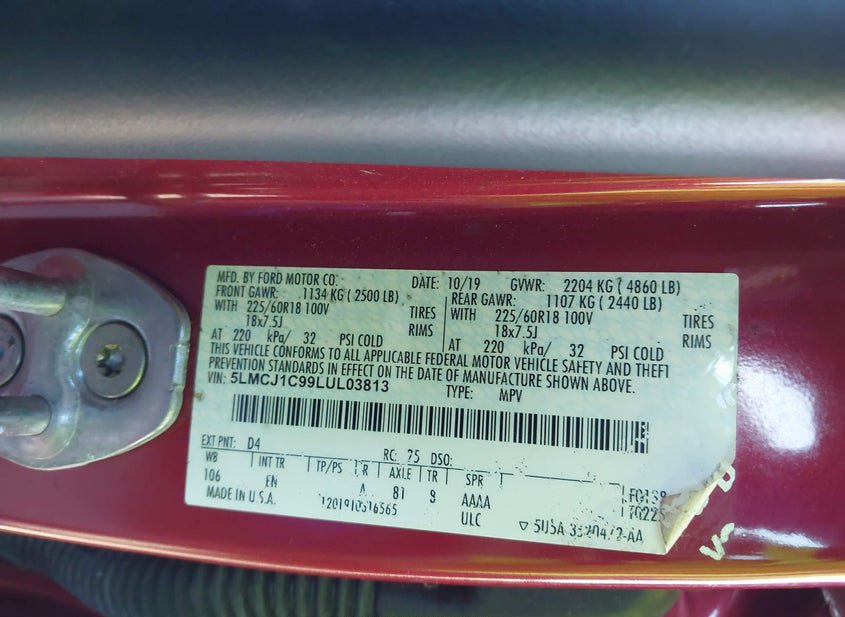 MFD. BY FORD MOTOR CO. DATE: 10/19 GVWR: 2204 KG ( 4860 LB)
FRONT GAWR: 1134 KG ( 2500 LB) REAR GAWR: 1107 KG ( 2440 LB)
WITH 225/60R18 100V TIRES WITH 225/60R18 100V TIRES
18x7.5J RIMS 18x7.5J RIMS
AT 220 kPa/ 32 PSI COLD AT 220 kPa/ 32 PSI COLD
THIS VEHICLE CONFORMS TO ALL APPLICABLE FEDERAL MOTOR VEHICLE SAFETY AND THEFT
PREVENTION STANDARDS IN EFFECT ON THE DATE OF MANUFACTURE SHOWN ABOVE.
VIN: 5LMCJ1C99LUL03813 TYPE: MPV
EXT PNT: D4 RC: 75 DSO:
WB INT TR TP/PS R AXLE TR SPR
106 EN A 81 9 AAAA
MADE IN U.S.A. ULC